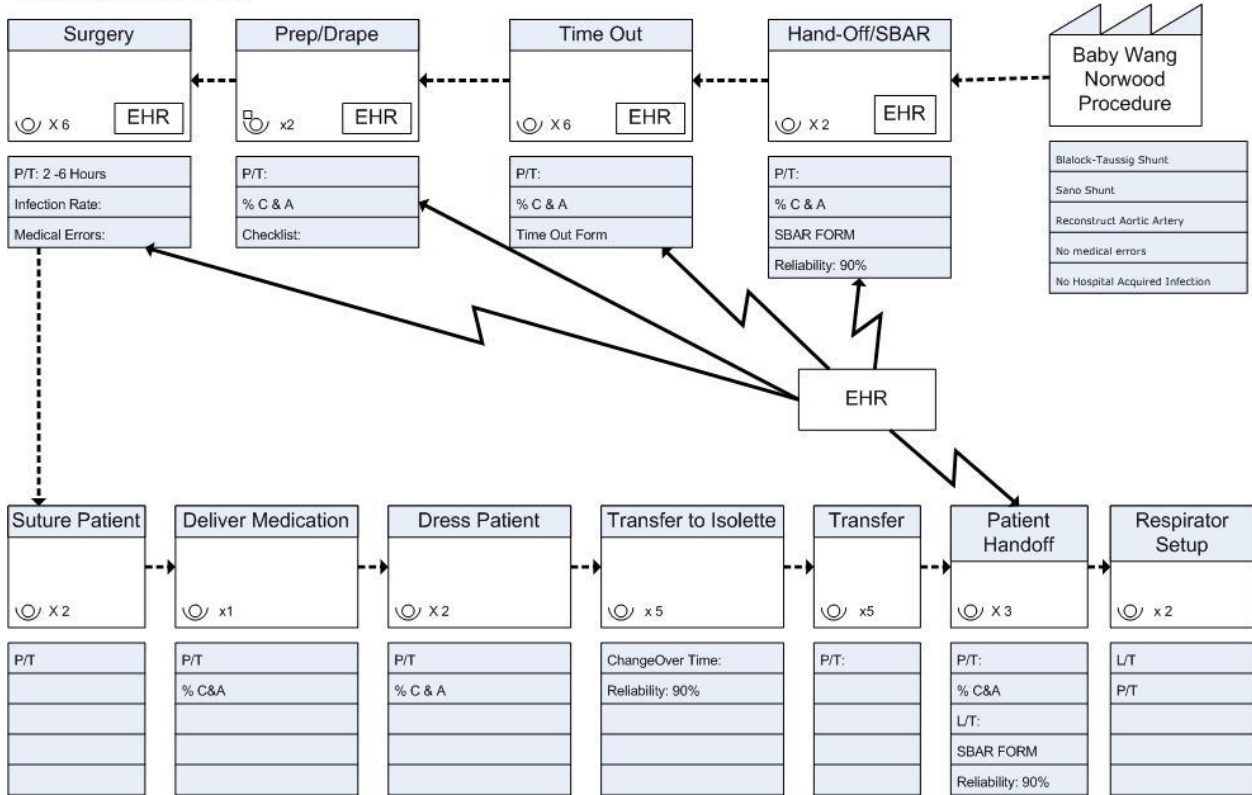 Surgery
Prep/Drape
Time Out
Hand-Off/SBAR
Baby Wang
Norwood
Procedure
X 6
EHR
x2
EHR
X 6
EHR
X 2
EHR
P/T: 2 -6 Hours
Infection Rate:
Medical Errors:
P/T:
% C & A
Checklist:
P/T:
% C & A
Time Out Form
P/T:
% C & A
SBAR FORM
Reliability: 90%
Blalock-Taussig Shunt
Sano Shunt
Reconstruct Aortic Artery
No medical errors
No Hospital Acquired Infection
EHR
Suture Patient
Deliver Medication
Dress Patient
Transfer to Isolette
Transfer
Patient
Handoff
Respirator
Setup
X 2
x1
X 2
x 5
x5
X 3
x 2
P/T
P/T
% C&A
P/T
% C & A
ChangeOver Time:
Reliability: 90%
P/T:
P/T:
% C&A
L/T:
SBAR FORM
Reliability: 90%
L/T
P/T